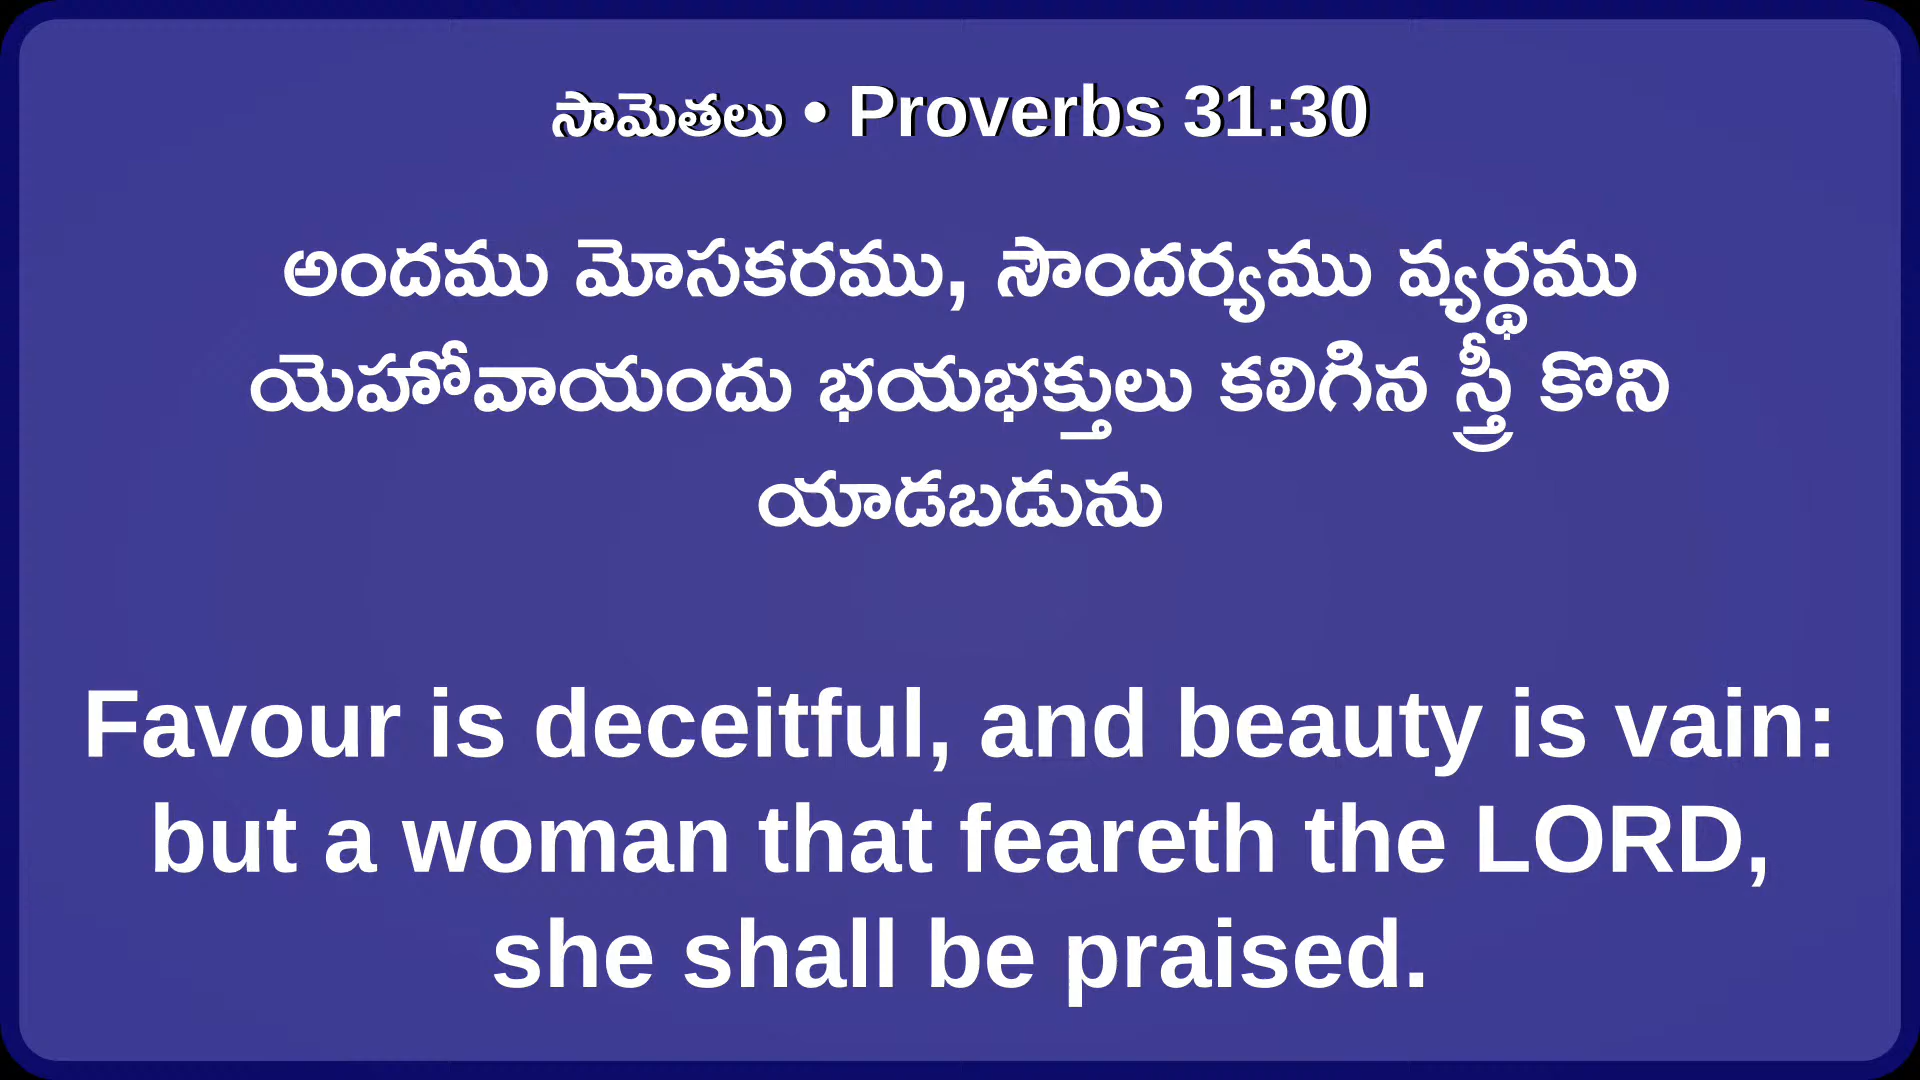 సామెతలు • Proverbs 31:30
అందము మోసకరము, సౌందర్యము వ్యర్థము
యెహోవాయందు భయభక్తులు కలిగిన స్త్రీ కొని
యాడబడును
Favour is deceitful, and beauty is vain:
but a woman that feareth the LORD,
she shall be praised.